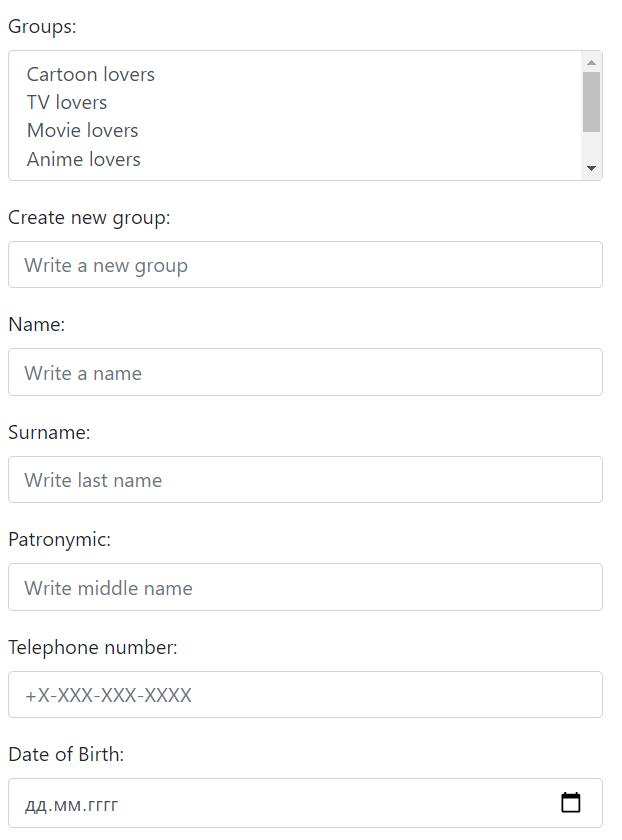 Groups:
Cartoon lovers
TV lovers
Movie lovers
Anime lovers
Create new group:
Write a new group
Name:
Write a name
Surname:
Write last name
Patronymic:
Write middle name
Telephone number:
+X-XXX-XXX-XXXX
Date of Birth:
дд.мм.гггг